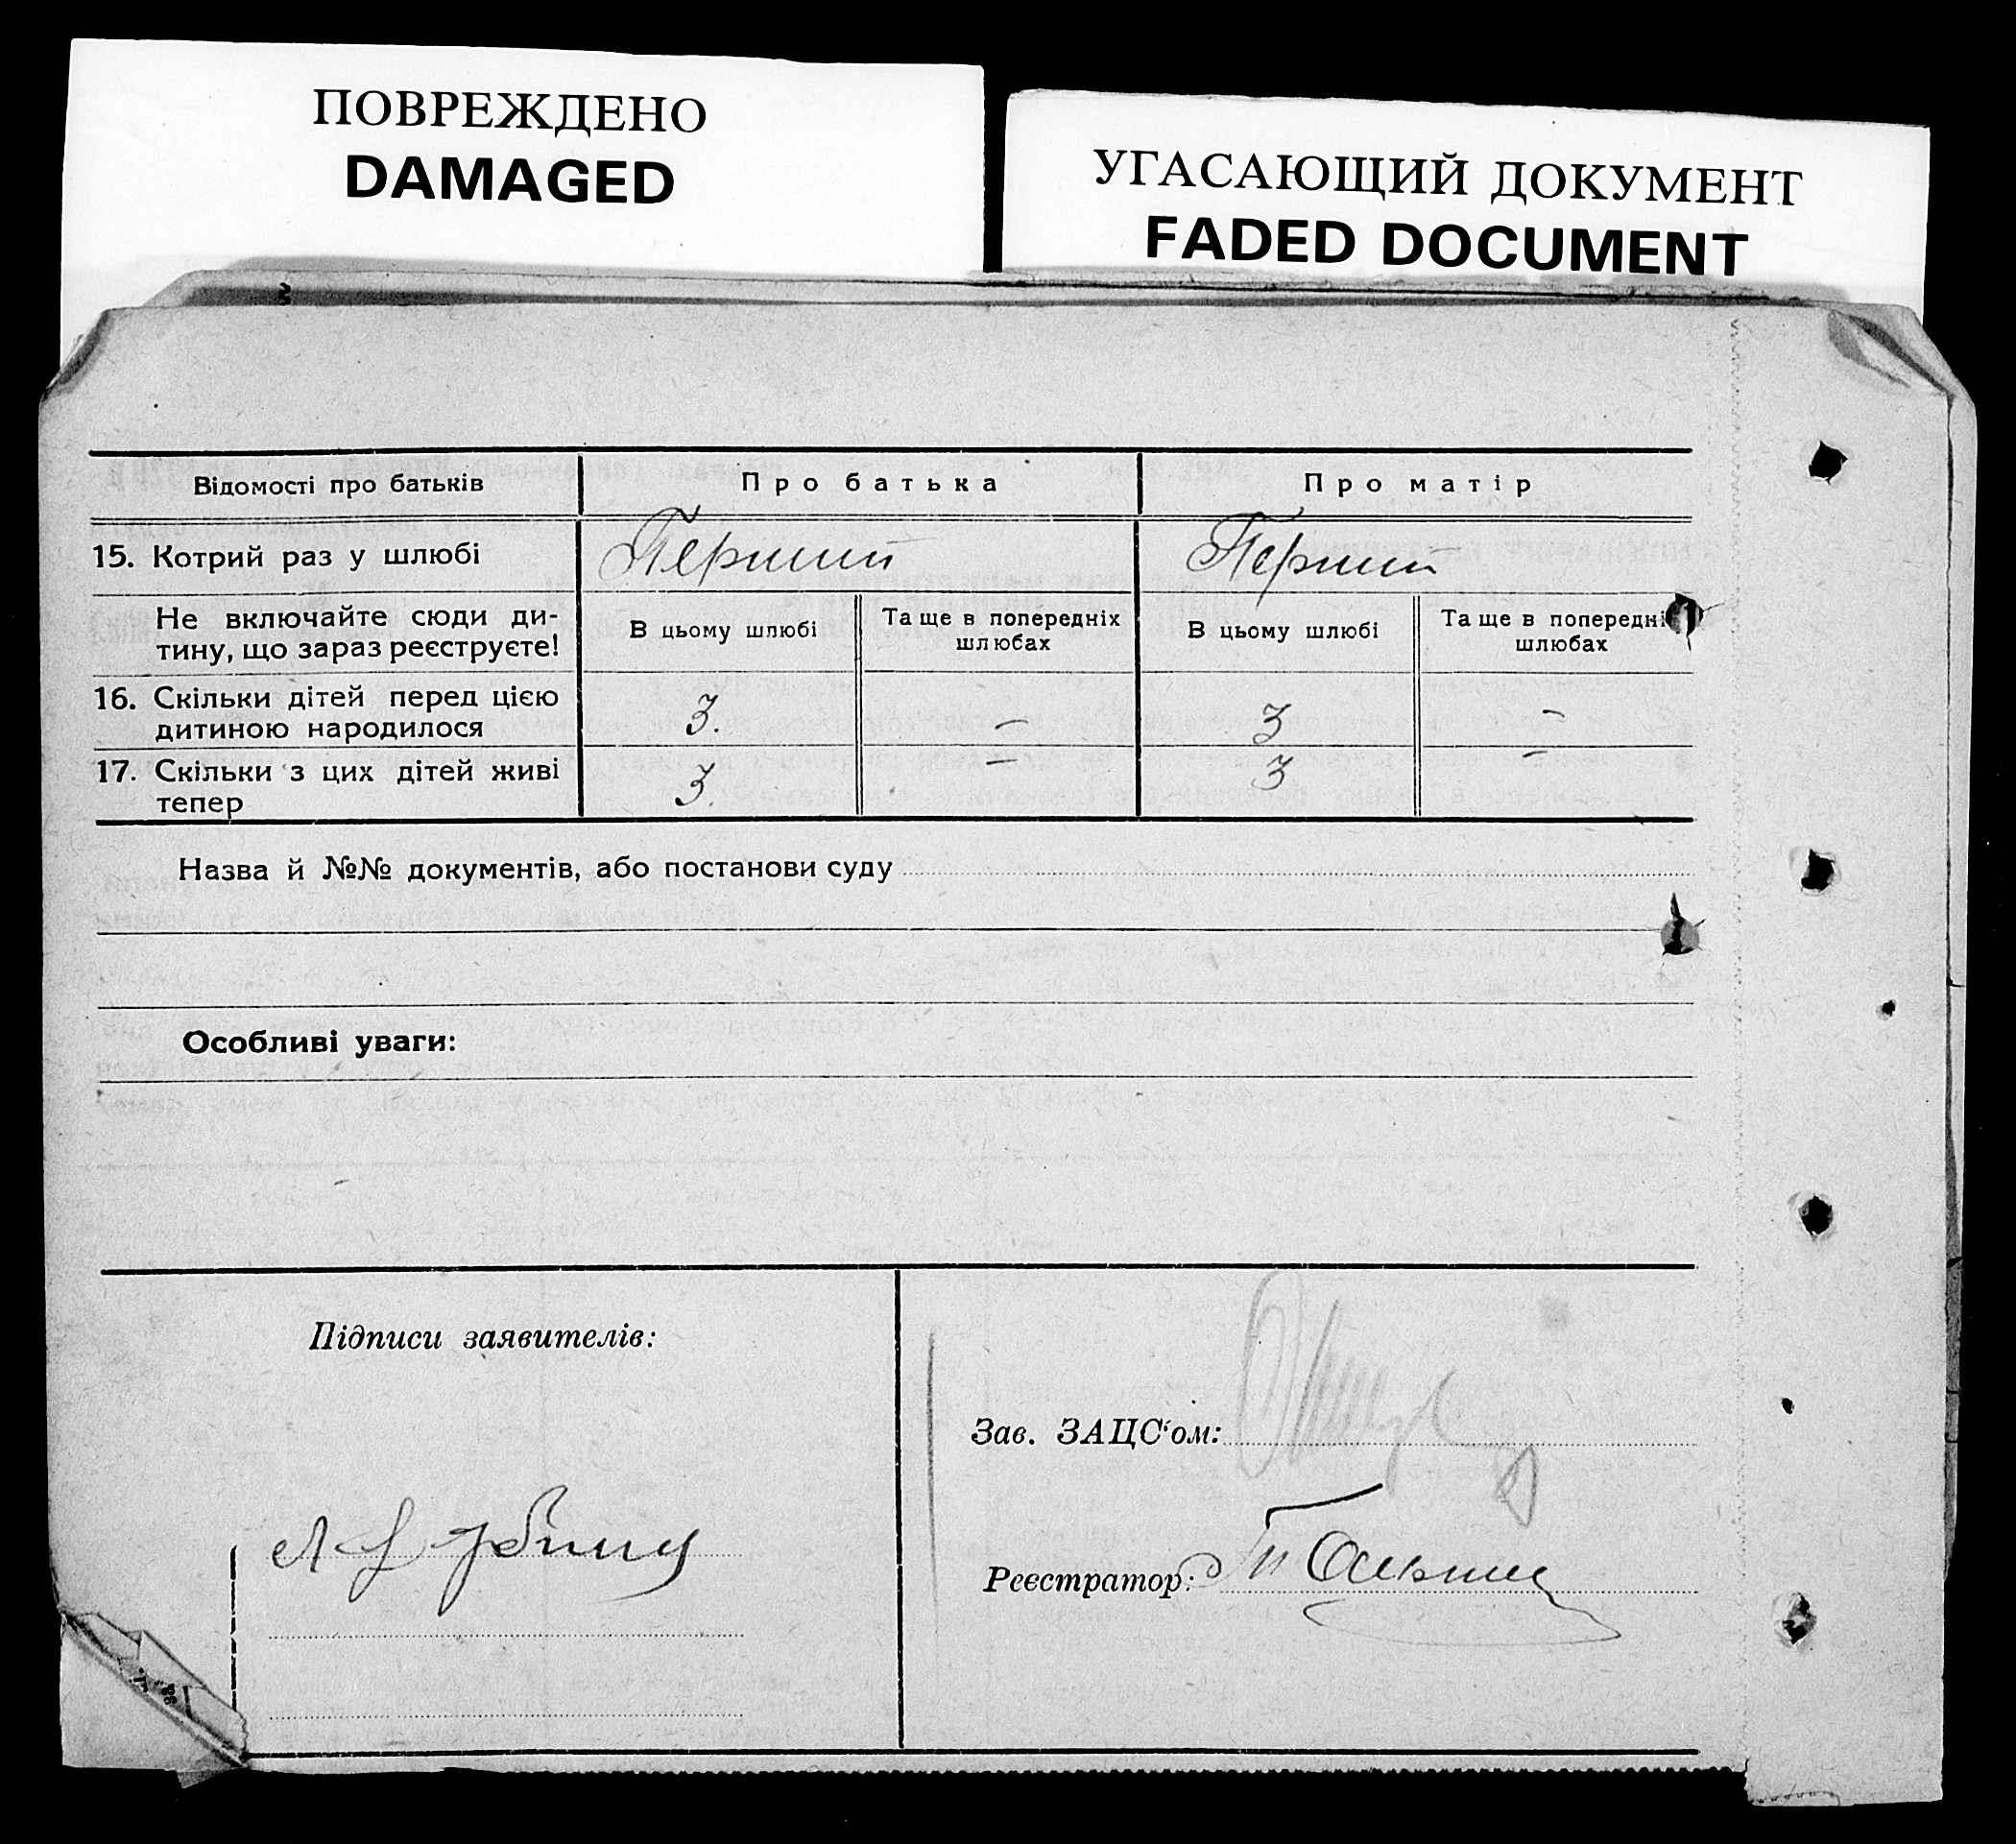 ПОВРЕЖДЕНО
DAMAGED
УГАСАЮЩИЙ ДОКУМЕНТ
FADED DOCUMENT
Відомості про батьків
Про батька
Про матір
15. Котрий раз у шлюбі
Перший
Перший
Не включайте сюди ди-
тину, що зараз реєструєте!
В цьому шлюбі
Та ще в попередніх
шлюбах
В цьому шлюбі
Та ще в попередні
шлюбах
16. Скільки дітей перед цією
дитиною народилося
3. – 3 –
17. Скільки з цих дітей живі
тепер
3. – 3 –
Назва й №№ документів, або постанови суду
Особливі уваги:
Підписи заявителів:
Зав. ЗАЦС'ом:
Реєстратор: